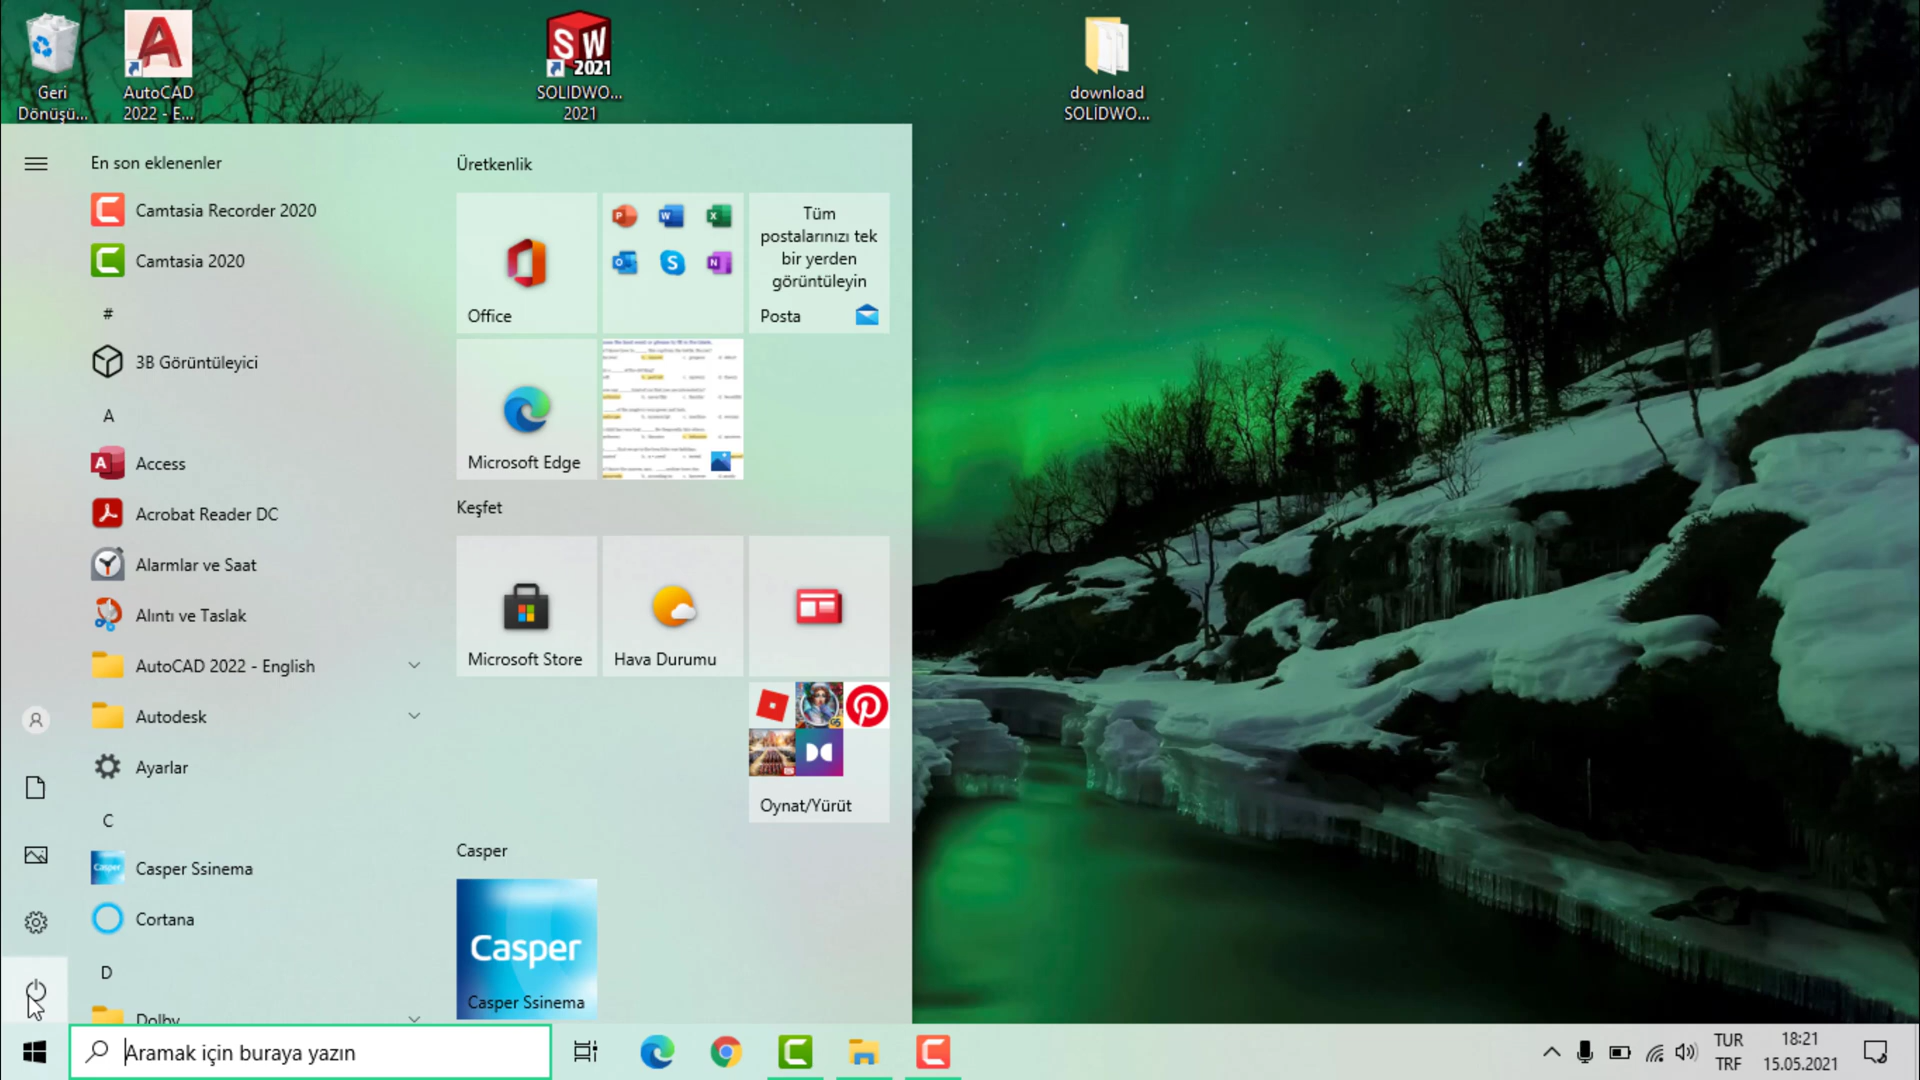 Geri
Dönüşü...
AutoCAD
2022 - E...
SW
2021
SOLIDWO...
2021
download
SOLİDWO...
En son eklenenler
Camtasia Recorder 2020
Camtasia 2020
#
3B Görüntüleyici
A
Access
Acrobat Reader DC
Alarmlar ve Saat
Alıntı ve Taslak
AutoCAD 2022 - English
Autodesk
Ayarlar
C
Casper Ssinema
Cortana
D
Dolby
Üretkenlik
Office
Tüm
postalarınızı tek
bir yerden
görüntüleyin
Posta
Microsoft Edge
Keşfet
Microsoft Store
Hava Durumu
Oynat/Yürüt
Casper
Casper
Casper Ssinema
Aramak için buraya yazın
TUR
TRF
18:21
15.05.2021